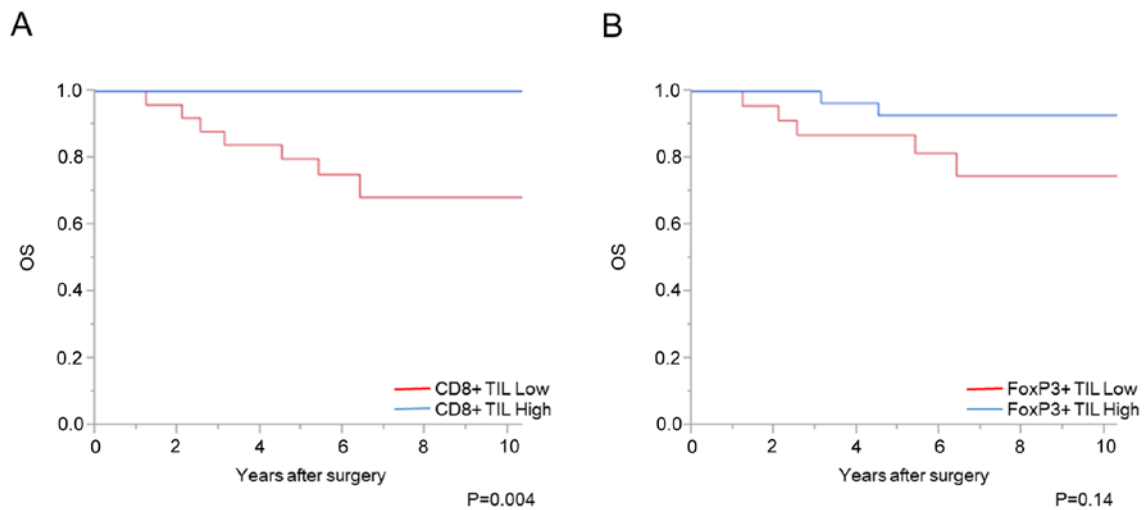 A
1.0
0.8
0.6
0.4
0.2
0.0
OS
0 2 4 6 8 10
Years after surgery
CD8+ TIL Low
CD8+ TIL High
P=0.004
B
1.0
0.8
0.6
0.4
0.2
0.0
OS
0 2 4 6 8 10
Years after surgery
FoxP3+ TIL Low
FoxP3+ TIL High
P=0.14